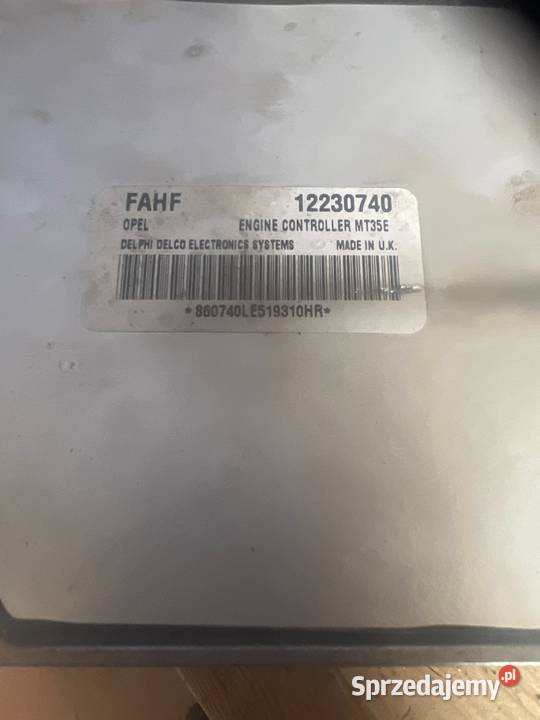 FAHF 12230740
OPEL ENGINE CONTROLLER MT35E
DELPHI DELCO ELECTRONICS SYSTEMS MADE IN U.K.
*860740LE519310HR*
Sprzedajemy.pl